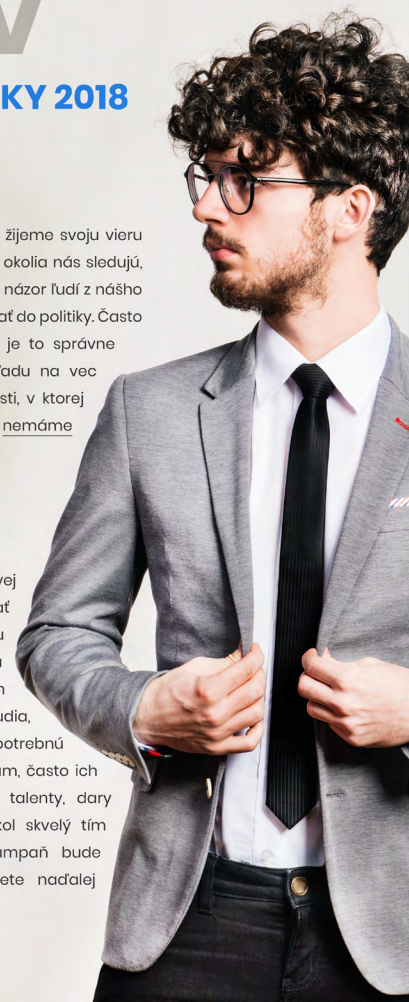 KY 2018
žijeme svoju vieru
okolia nás sledujú,
názor ľudí z nášho
ať do politiky. Často
je to správne
ľadu na vec
sti, v ktorej
nemáme
vej
ať
u
n
udia,
potrebnú
am, často ich
talenty, dary
kol skvelý tím
ampaň bude
ete naďalej